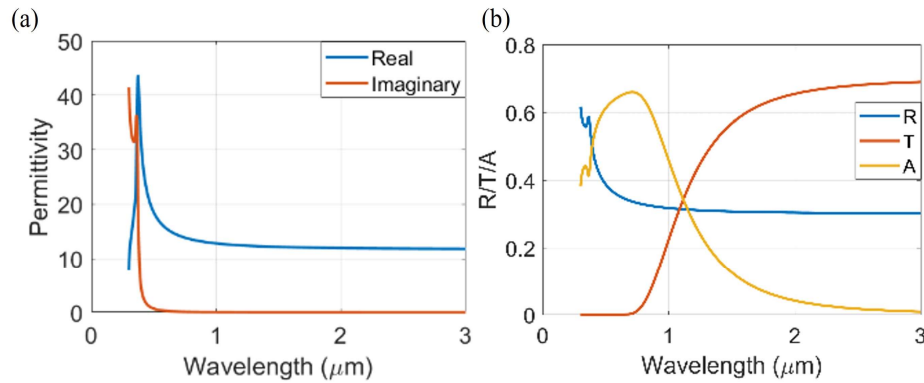 (a)
50
40
30
20
10
0
Permittivity
Real
Imaginary
0
1
2
3
Wavelength (μm)
(b)
0.8
0.6
0.4
0.2
0
R/T/A
R
T
A
0
1
2
3
Wavelength (μm)